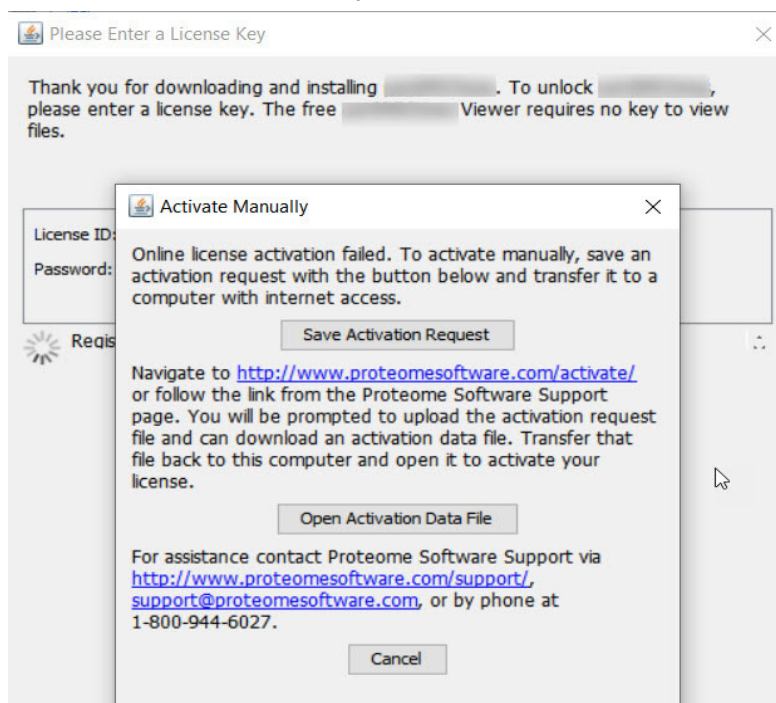 Please Enter a License Key
Thank you for downloading and installing . To unlock ,
please enter a license key. The free Viewer requires no key to view
files.
Activate Manually
License ID:
Password:
Online license activation failed. To activate manually, save an
activation request with the button below and transfer it to a
computer with internet access.
Save Activation Request
Regis
Navigate to http://www.proteomesoftware.com/activate/
or follow the link from the Proteome Software Support
page. You will be prompted to upload the activation request
file and can download an activation data file. Transfer that
file back to this computer and open it to activate your
license.
Open Activation Data File
For assistance contact Proteome Software Support via
http://www.proteomesoftware.com/support/,
support@proteomesoftware.com, or by phone at
1-800-944-6027.
Cancel